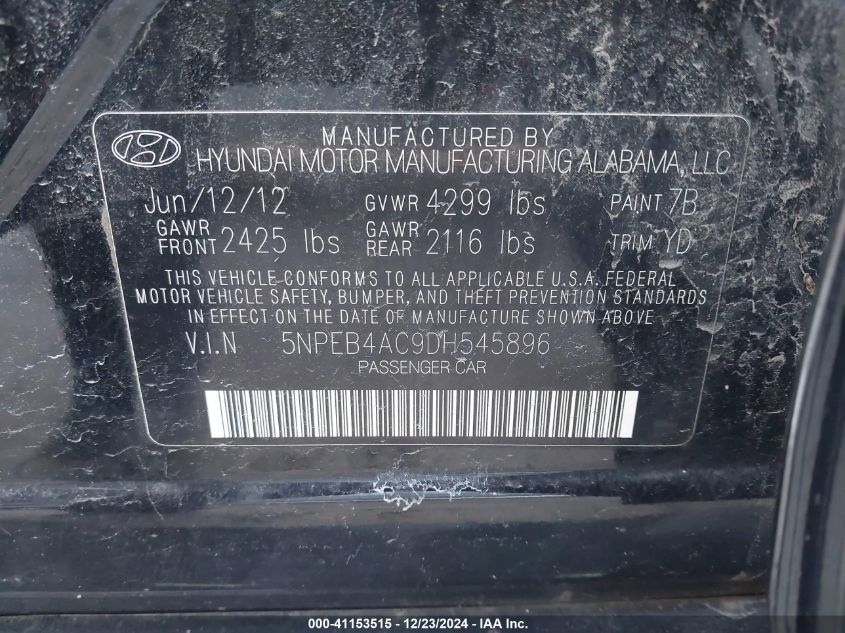 MANUFACTURED BY
HYUNDAI MOTOR MANUFACTURING ALABAMA, LLC
Jun/12/12 GVWR 4299 lbs PAINT 7B
GAWR FRONT 2425 lbs GAWR REAR 2116 lbs TRIM YD
THIS VEHICLE CONFORMS TO ALL APPLICABLE U.S.A. FEDERAL
MOTOR VEHICLE SAFETY, BUMPER, AND THEFT PREVENTION STANDARDS
IN EFFECT ON THE DATE OF MANUFACTURE SHOWN ABOVE
V.I.N 5NPEB4AC9DH545896
PASSENGER CAR
000-41153515 - 12/23/2024 - IAA Inc.